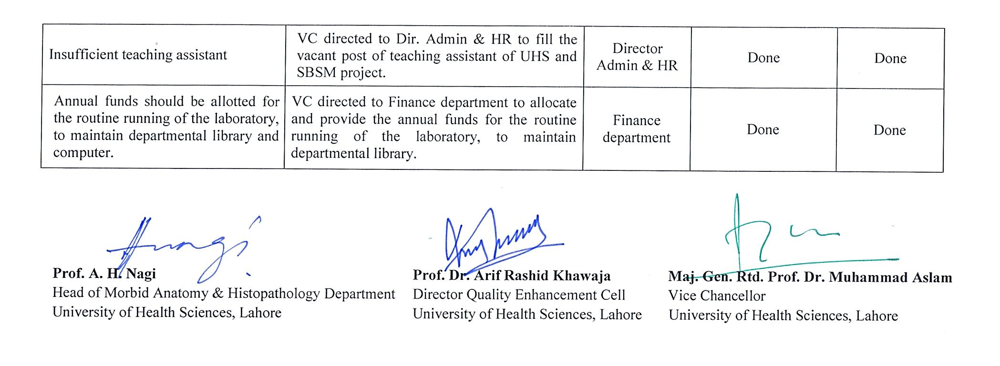 Insufficient teaching assistant
VC directed to Dir. Admin & HR to fill the
vacant post of teaching assistant of UHS and
SBSM project.
Director
Admin & HR
Done
Done
Annual funds should be allotted for
the routine running of the laboratory,
to maintain departmental library and
computer.
VC directed to Finance department to allocate
and provide the annual funds for the routine
running of the laboratory, to maintain
departmental library.
Finance
department
Done
Done
Prof. A. H. Nagi
Head of Morbid Anatomy & Histopathology Department
University of Health Sciences, Lahore
Prof. Dr. Arif Rashid Khawaja
Director Quality Enhancement Cell
University of Health Sciences, Lahore
Maj. Gen. Rtd. Prof. Dr. Muhammad Aslam
Vice Chancellor
University of Health Sciences, Lahore